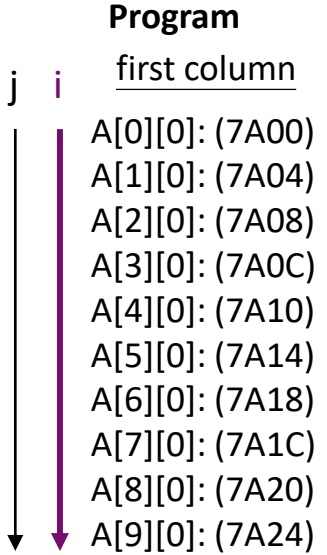 Program
first column
j i
A[0][0]: (7A00)
A[1][0]: (7A04)
A[2][0]: (7A08)
A[3][0]: (7A0C)
A[4][0]: (7A10)
A[5][0]: (7A14)
A[6][0]: (7A18)
A[7][0]: (7A1C)
A[8][0]: (7A20)
A[9][0]: (7A24)